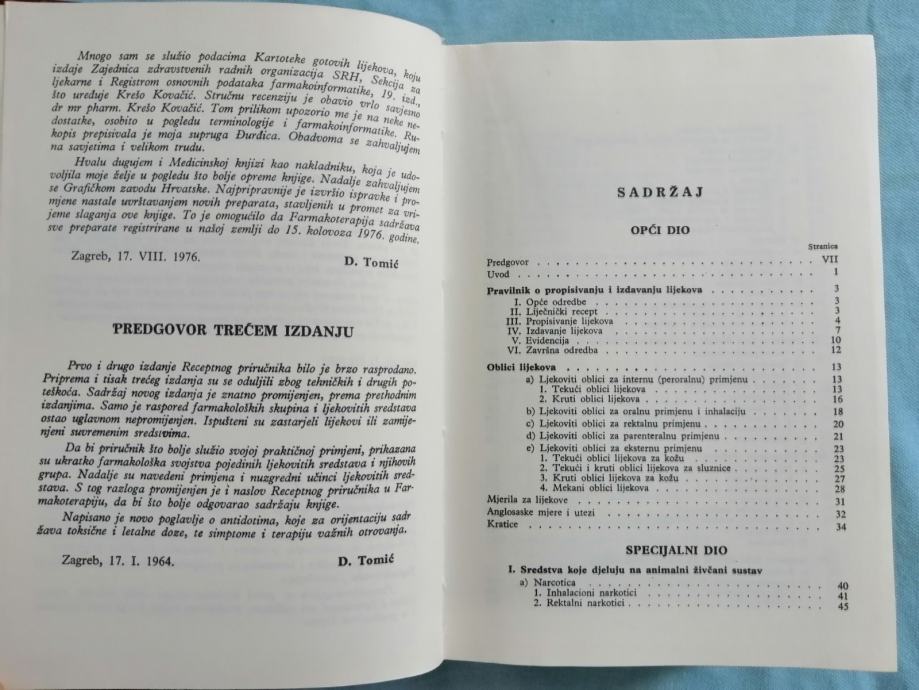 Mnogo sam se služio podacima Kartoteke gotovih lijekova, koju
izdaje Zajednica zdravstvenih radnih organizacija SRH, Sekcija za
ljekarne i Registrom osnovnih podataka farmakoinformatike, 19. izd.,
što uređuje Krešo Kovačić. Stručnu recenziju je obavio vrlo savjesno
dr mr pharm. Krešo Kovačić. Tom prilikom upozorio me je na neke ne-
dostatke, osobito u pogledu terminologije i farmakoinformatike. Ru-
kopis prepisivala je moja supruga Đurđica. Obadvoma se zahvaljujem
na savjetima i velikom trudu.
Hvalu dugujem i Medicinskoj knjizi kao nakladniku, koja je udo-
voljila moje želje u pogledu što bolje opreme knjige. Nadalje zahvaljujem
se Grafičkom zavodu Hrvatske. Najpripravnije je izvršio ispravke i pro-
mjene nastale uvrštavanjem novih preparata, stavljenih u promet za vri-
jeme slaganja ove knjige. To je omogućilo da Farmakoterapija sadržava
sve preparate registrirane u našoj zemlji do 15. kolovoza 1976. godine.
Zagreb, 17. VIII. 1976. D. Tomić
PREDGOVOR TREĆEM IZDANJU
Prvo i drugo izdanje Receptnog priručnika bilo je brzo rasprodano.
Priprema i tisak trećeg izdanja su se oduljili zbog tehničkih i drugih po-
teškoća. Sadržaj novog izdanja je znatno promijenjen, prema prethodnim
izdanjima. Samo je raspored farmakoloških skupina i ljekovitih sredstava
ostao uglavnom nepromijenjen. Ispušteni su zastarjeli lijekovi ili zamije-
njeni suvremenim sredstvima.
Da bi priručnik što bolje služio svojoj praktičnoj primjeni, prikazana
su ukratko farmakološka svojstva pojedinih ljekovitih sredstava i njihovih
grupa. Nadalje su navedeni primjena i nuzgredni učinci ljekovitih sred-
stava. S tog razloga promijenjen je i naslov Receptnog priručnika u Far-
makoterapiju, da bi što bolje odgovarao sadržaju knjige.
Napisano je novo poglavlje o antidotima, koje za orijentaciju sadr
žava toksične i letalne doze, te simptome i terapiju važnih otrovanja.
Zagreb, 17. I. 1964. D. Tomić
SADRŽAJ
OPĆI DIO
Stranica
Predgovor VII
Uvod 1
Pravilnik o propisivanju i izdavanju lijekova 3
I. Opće odredbe 3
II. Liječnički recept 3
III. Propisivanje lijekova 4
IV. Izdavanje lijekova 7
V. Evidencija 10
VI. Završna odredba 12
Oblici lijekova 13
a) Ljekoviti oblici za internu (peroralnu) primjenu 13
1. Tekući oblici lijekova 13
2. Kruti oblici lijekova 16
b) Ljekoviti oblici za oralnu primjenu i inhalaciju 18
c) Ljekoviti oblici za rektalnu primjenu 20
d) Ljekoviti oblici za parenteralnu primjenu 21
e) Ljekoviti oblici za eksternu primjenu 23
1. Tekući oblici lijekova za kožu 23
2. Tekući i kruti oblici lijekova za sluznice 25
3. Kruti oblici lijekova za kožu 27
4. Mekani oblici lijekova 28
Mjerila za lijekove 31
Anglosaske mjere i utezi 32
Kratice 34
SPECIJALNI DIO
I. Sredstva koje djeluju na animalni živčani sustav
a) Narcotica 40
1. Inhalacioni narkotici 41
2. Rektalni narkotici 45